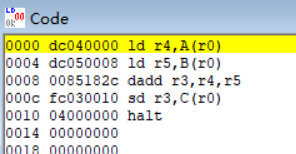 Code
0000 dc040000 ld r4,A(r0)
0004 dc050008 ld r5,B(r0)
0008 0085182c dadd r3,r4,r5
000c fc030010 sd r3,C(r0)
0010 04000000 halt
0014 00000000
0018 00000000